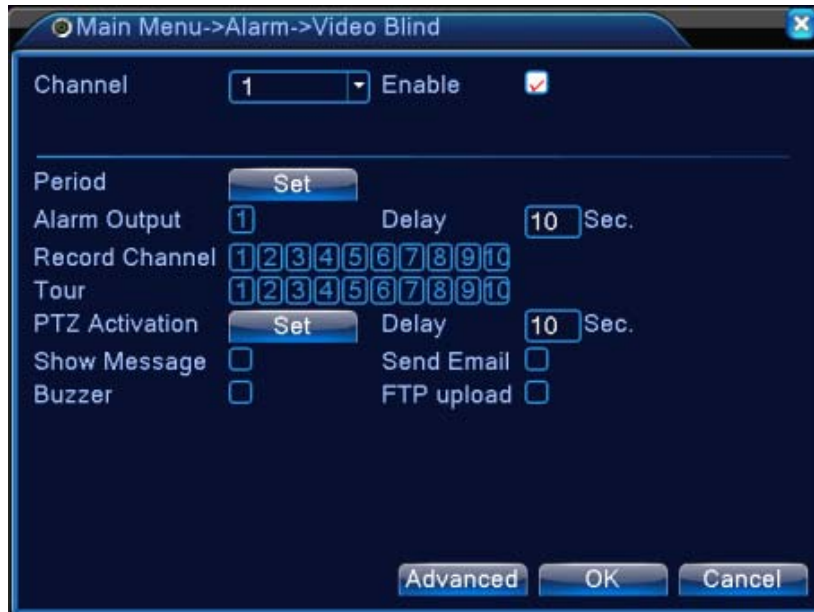 Main Menu->Alarm->Video Blind
Channel 1 Enable
Period Set
Alarm Output 1 Delay 10 Sec.
Record Channel 1 2 3 4 5 6 7 8 9 10
Tour 1 2 3 4 5 6 7 8 9 10
PTZ Activation Set Delay 10 Sec.
Show Message Send Email
Buzzer FTP upload
Advanced OK Cancel